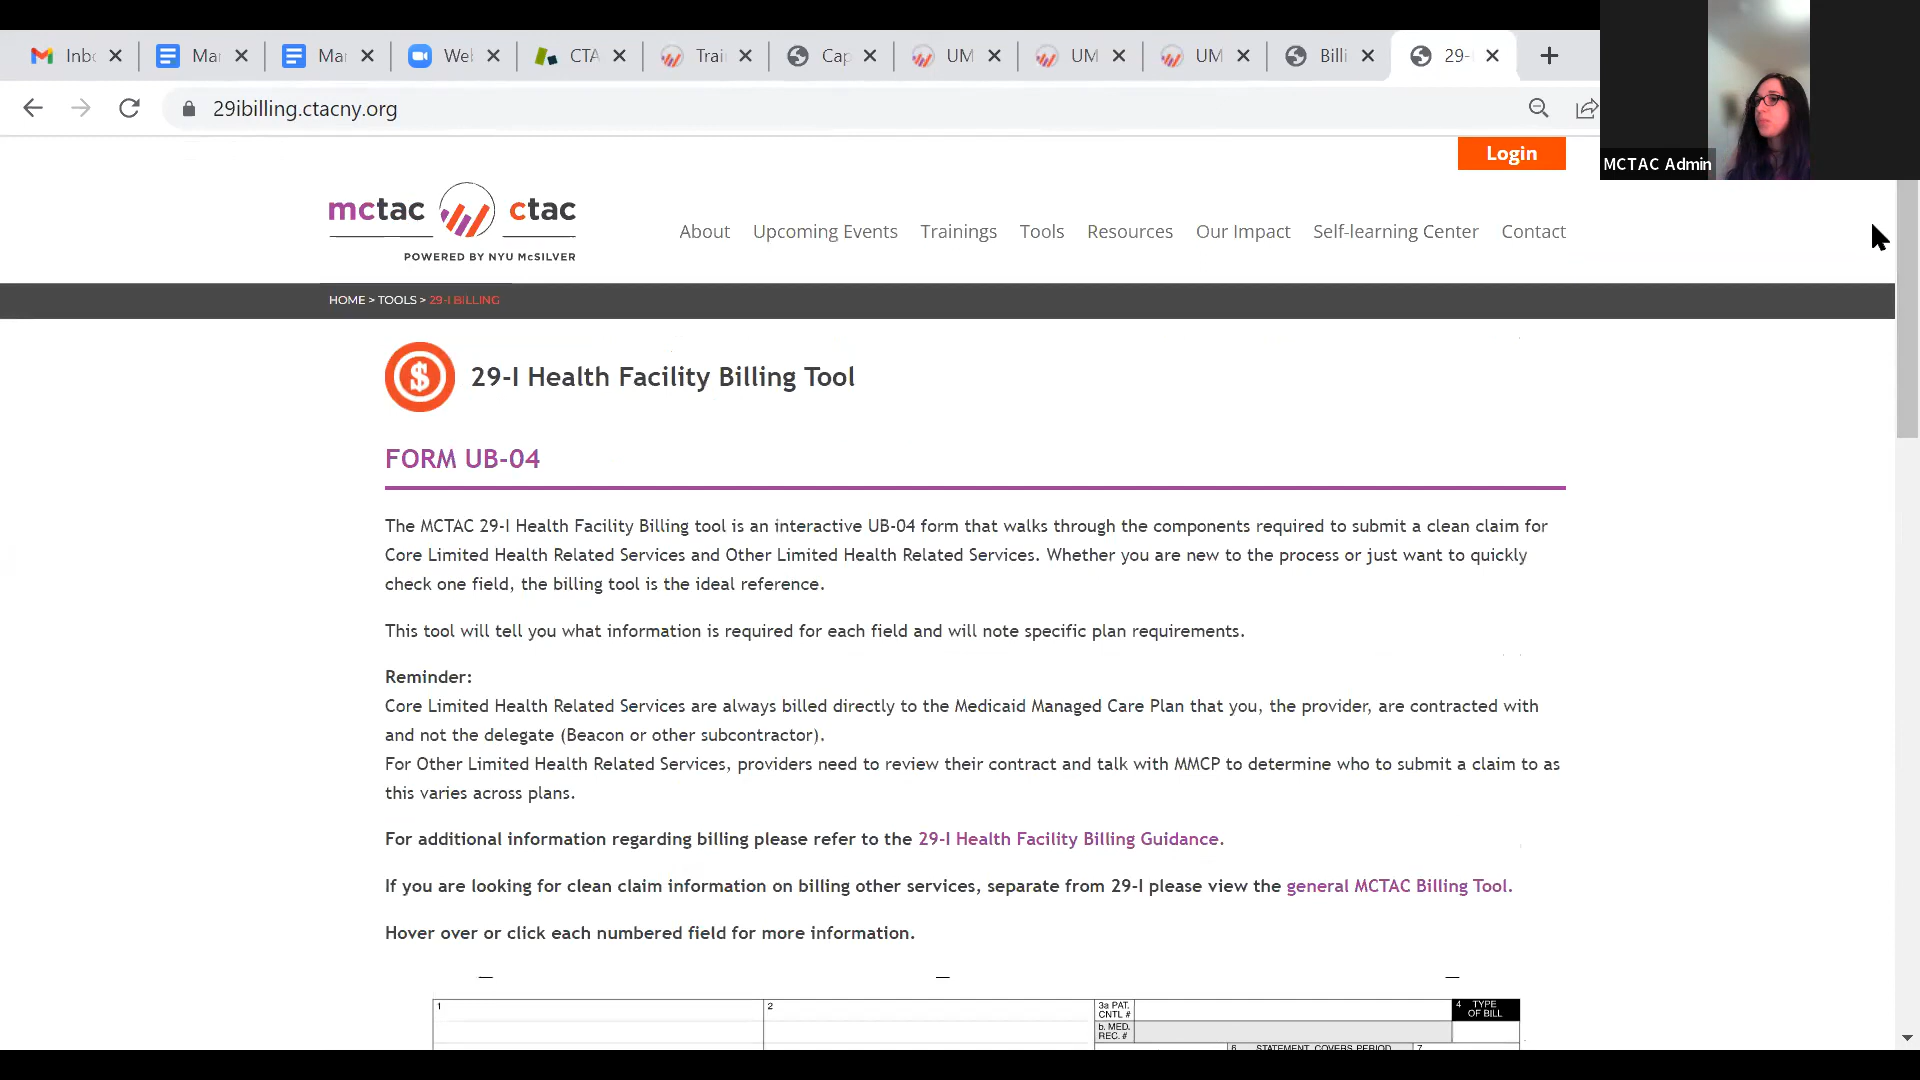 Inb
Mar
Mar
We
CTA
Trai
Cap
UM
UM
UM
Billi
29-
29ibilling.ctacny.org
MCTAC Admin
Login
mctac ctac
POWERED BY NYU McSILVER
About Upcoming Events Trainings Tools Resources Our Impact Self-learning Center Contact
HOME > TOOLS > 29-I BILLING
$
29-I Health Facility Billing Tool
FORM UB-04
The MCTAC 29-I Health Facility Billing tool is an interactive UB-04 form that walks through the components required to submit a clean claim for
Core Limited Health Related Services and Other Limited Health Related Services. Whether you are new to the process or just want to quickly
check one field, the billing tool is the ideal reference.
This tool will tell you what information is required for each field and will note specific plan requirements.
Reminder:
Core Limited Health Related Services are always billed directly to the Medicaid Managed Care Plan that you, the provider, are contracted with
and not the delegate (Beacon or other subcontractor).
For Other Limited Health Related Services, providers need to review their contract and talk with MMCP to determine who to submit a claim to as
this varies across plans.
For additional information regarding billing please refer to the 29-I Health Facility Billing Guidance.
If you are looking for clean claim information on billing other services, separate from 29-I please view the general MCTAC Billing Tool.
Hover over or click each numbered field for more information.
1
2
3a PAT.
CNTL #
b. MED.
REC. #
4 TYPE
OF BILL
6 STATEMENT COVERS PERIOD
7